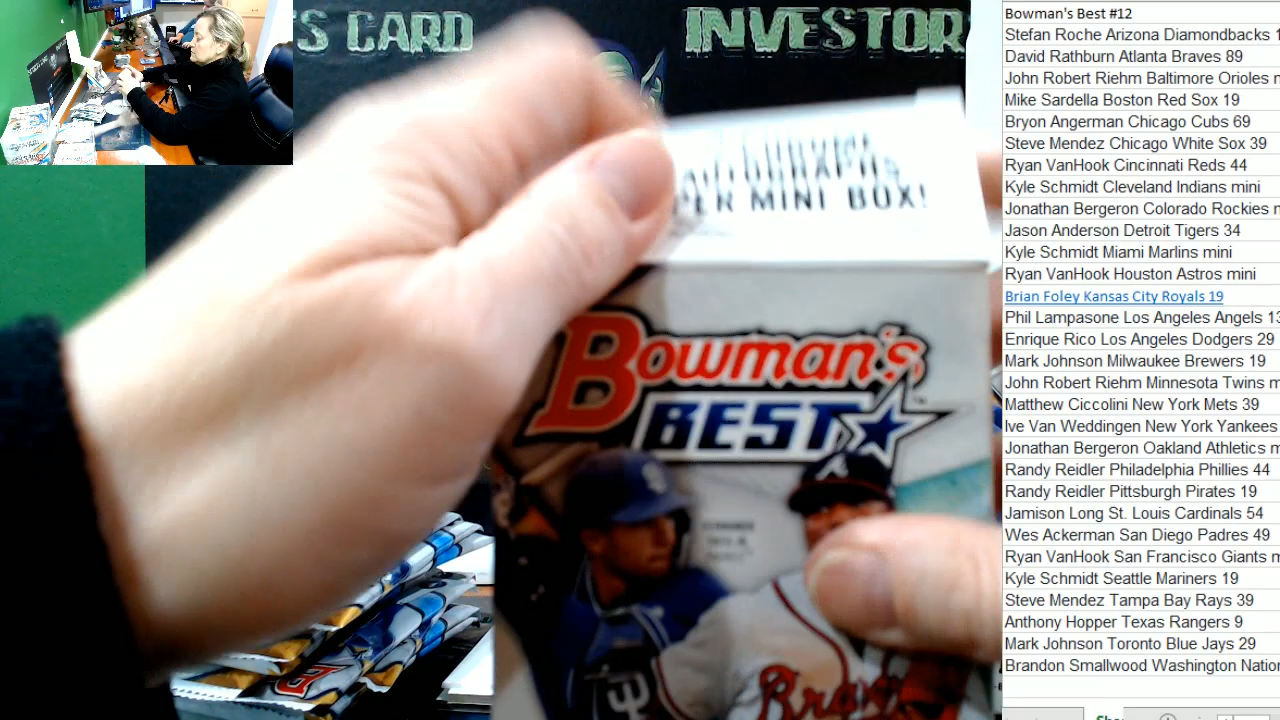 S CARD INVESTOR
AUTOGRAPHS
PER MINI BOX!
Bowman's
BEST
Bowman's Best #12
Stefan Roche Arizona Diamondbacks 1
David Rathburn Atlanta Braves 89
John Robert Riehm Baltimore Orioles m
Mike Sardella Boston Red Sox 19
Bryon Angerman Chicago Cubs 69
Steve Mendez Chicago White Sox 39
Ryan VanHook Cincinnati Reds 44
Kyle Schmidt Cleveland Indians mini
Jonathan Bergeron Colorado Rockies m
Jason Anderson Detroit Tigers 34
Kyle Schmidt Miami Marlins mini
Ryan VanHook Houston Astros mini
Brian Foley Kansas City Royals 19
Phil Lampasone Los Angeles Angels 13
Enrique Rico Los Angeles Dodgers 29
Mark Johnson Milwaukee Brewers 19
John Robert Riehm Minnesota Twins m
Matthew Ciccolini New York Mets 39
Ive Van Weddingen New York Yankees
Jonathan Bergeron Oakland Athletics m
Randy Reidler Philadelphia Phillies 44
Randy Reidler Pittsburgh Pirates 19
Jamison Long St. Louis Cardinals 54
Wes Ackerman San Diego Padres 49
Ryan VanHook San Francisco Giants m
Kyle Schmidt Seattle Mariners 19
Steve Mendez Tampa Bay Rays 39
Anthony Hopper Texas Rangers 9
Mark Johnson Toronto Blue Jays 29
Brandon Smallwood Washington Nation